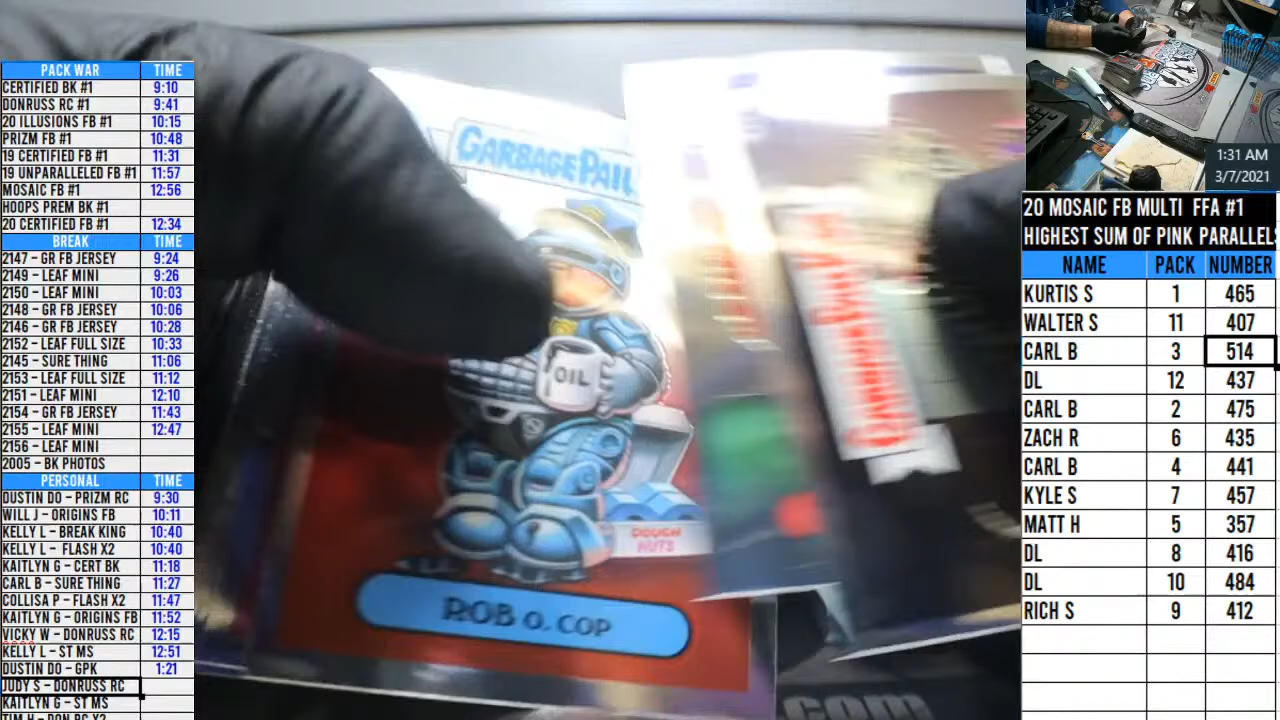 PACK WAR TIME
CERTIFIED BK #1 9:10
DONRUSS RC #1 9:41
20 ILLUSIONS FB #1 10:15
PRIZM FB #1 10:48
19 CERTIFIED FB #1 11:31
19 UNPARALLELED FB #1 11:57
MOSAIC FB #1 12:56
HOOPS PREM BK #1
20 CERTIFIED FB #1 12:34
BREAK TIME
2147 – GR FB JERSEY 9:24
2149 – LEAF MINI 9:26
2150 – LEAF MINI 10:03
2148 – GR FB JERSEY 10:06
2146 – GR FB JERSEY 10:28
2152 – LEAF FULL SIZE 10:33
2145 – SURE THING 11:06
2153 – LEAF FULL SIZE 11:12
2151 – LEAF MINI 12:10
2154 – GR FB JERSEY 11:43
2155 – LEAF MINI 12:47
2156 – LEAF MINI
2005 – BK PHOTOS
PERSONAL TIME
DUSTIN DO – PRIZM RC 9:30
WILL J – ORIGINS FB 10:11
KELLY L – BREAK KING 10:40
KELLY L – FLASH X2 10:40
KAITLYN G – CERT BK 11:18
CARL B – SURE THING 11:27
COLLISA P – FLASH X2 11:47
KAITLYN G – ORIGINS FB 11:52
VICKY W – DONRUSS RC 12:15
KELLY L – ST MS 12:51
DUSTIN DO – GPK 1:21
JUDY S – DONRUSS RC
KAITLYN G – ST MS
TIM H – DON RC X2
GARBAGE PAIL
OIL
DOUGH
NUTS
ROB O. COP
.com
1:31 AM
3/7/2021
20 MOSAIC FB MULTI FFA #1
HIGHEST SUM OF PINK PARALLELS
NAME PACK NUMBER
KURTIS S 1 465
WALTER S 11 407
CARL B 3 514
DL 12 437
CARL B 2 475
ZACH R 6 435
CARL B 4 441
KYLE S 7 457
MATT H 5 357
DL 8 416
DL 10 484
RICH S 9 412